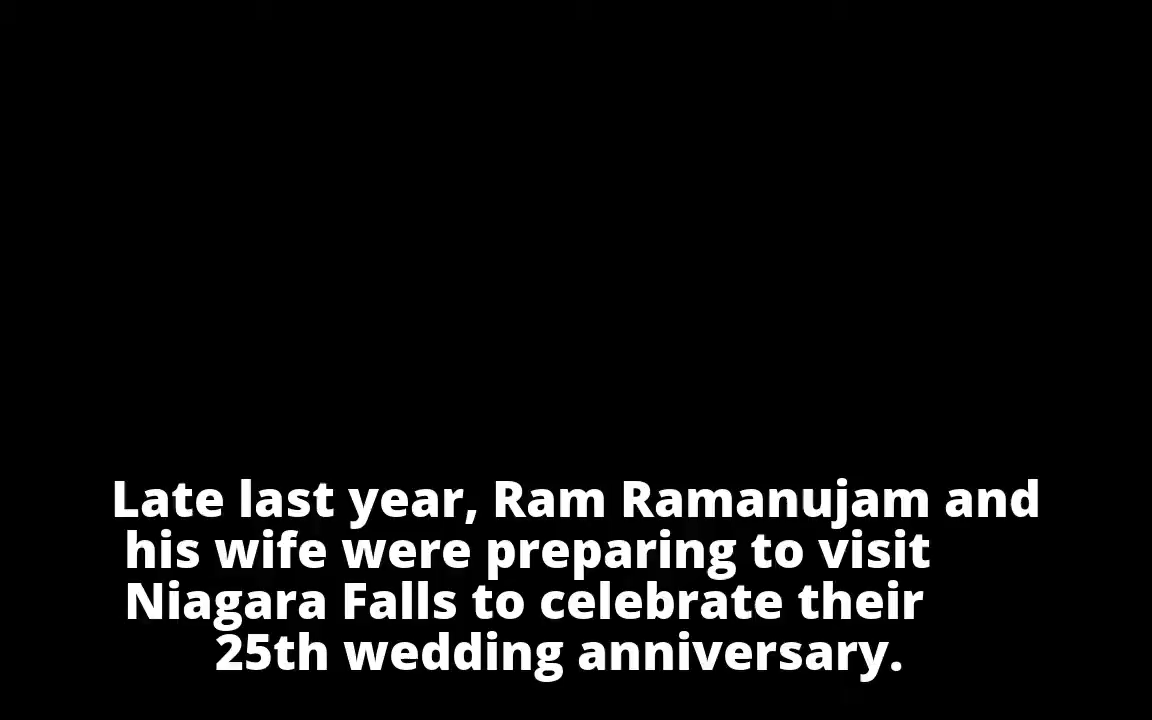 Late last year, Ram Ramanujam and
his wife were preparing to visit
Niagara Falls to celebrate their
25th wedding anniversary.